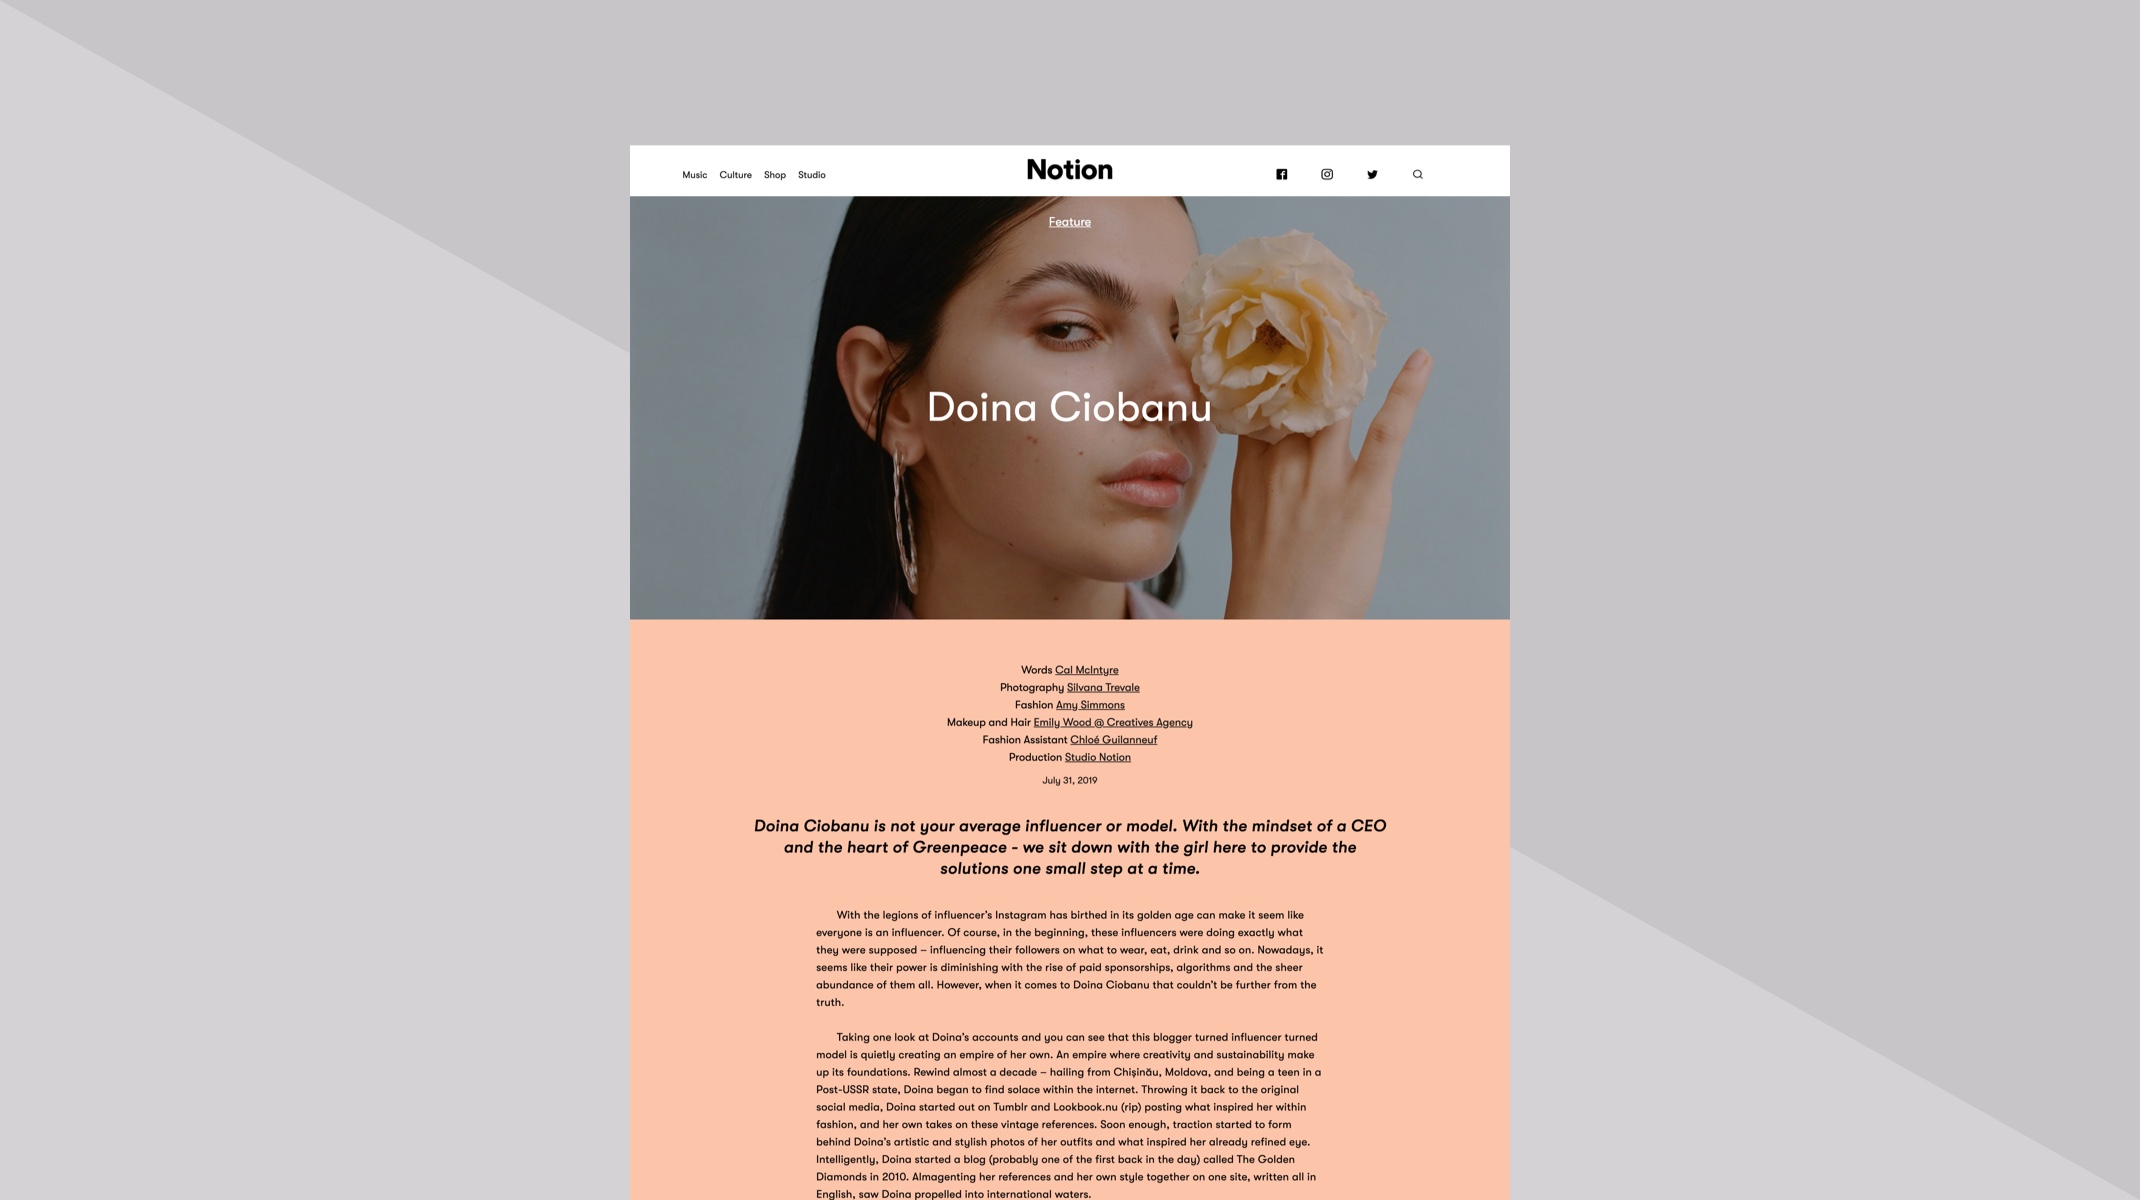 Music Culture Shop Studio
Notion
Feature
Doina Ciobanu
Words Cal McIntyre
Photography Silvana Trevale
Fashion Amy Simmons
Makeup and Hair Emily Wood @ Creatives Agency
Fashion Assistant Chloé Guilanneuf
Production Studio Notion
July 31, 2019
Doina Ciobanu is not your average influencer or model. With the mindset of a CEO
and the heart of Greenpeace - we sit down with the girl here to provide the
solutions one small step at a time.
With the legions of influencer’s Instagram has birthed in its golden age can make it seem like
everyone is an influencer. Of course, in the beginning, these influencers were doing exactly what
they were supposed – influencing their followers on what to wear, eat, drink and so on. Nowadays, it
seems like their power is diminishing with the rise of paid sponsorships, algorithms and the sheer
abundance of them all. However, when it comes to Doina Ciobanu that couldn’t be further from the
truth.
Taking one look at Doina’s accounts and you can see that this blogger turned influencer turned
model is quietly creating an empire of her own. An empire where creativity and sustainability make
up its foundations. Rewind almost a decade – hailing from Chișinău, Moldova, and being a teen in a
Post-USSR state, Doina began to find solace within the internet. Throwing it back to the original
social media, Doina started out on Tumblr and Lookbook.nu (rip) posting what inspired her within
fashion, and her own takes on these vintage references. Soon enough, traction started to form
behind Doina’s artistic and stylish photos of her outfits and what inspired her already refined eye.
Intelligently, Doina started a blog (probably one of the first back in the day) called The Golden
Diamonds in 2010. Almagenting her references and her own style together on one site, written all in
English, saw Doina propelled into international waters.